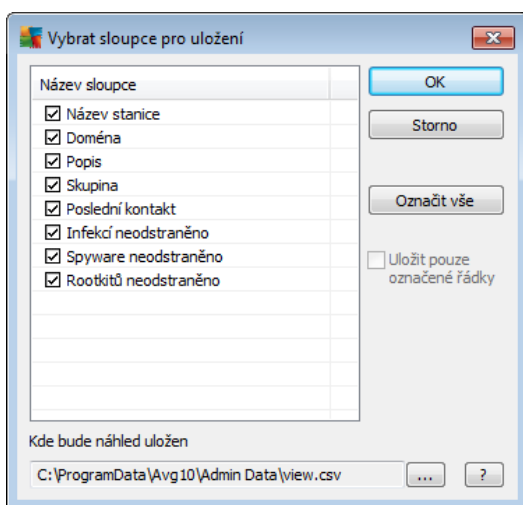 Vybrat sloupce pro uložení
Název sloupce
Název stanice
Doména
Popis
Skupina
Poslední kontakt
Infekcí neodstraněno
Spyware neodstraněno
Rootkitů neodstraněno
OK
Storno
Označit vše
Uložit pouze
označené řádky
Kde bude náhled uložen
C:\ProgramData\Avg10\Admin Data\view.csv
...
?